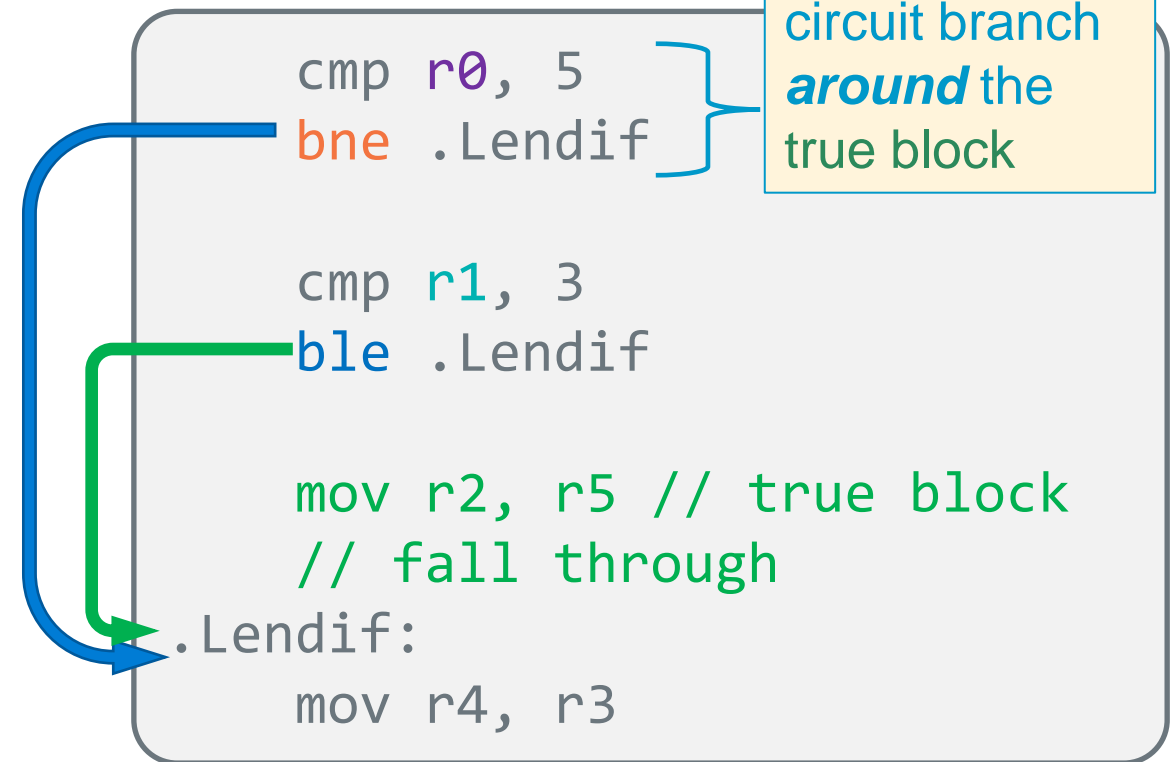 circuit branch
around the
true block
cmp r0, 5
bne .Lendif
cmp r1, 3
ble .Lendif
mov r2, r5 // true block
// fall through
.Lendif:
mov r4, r3